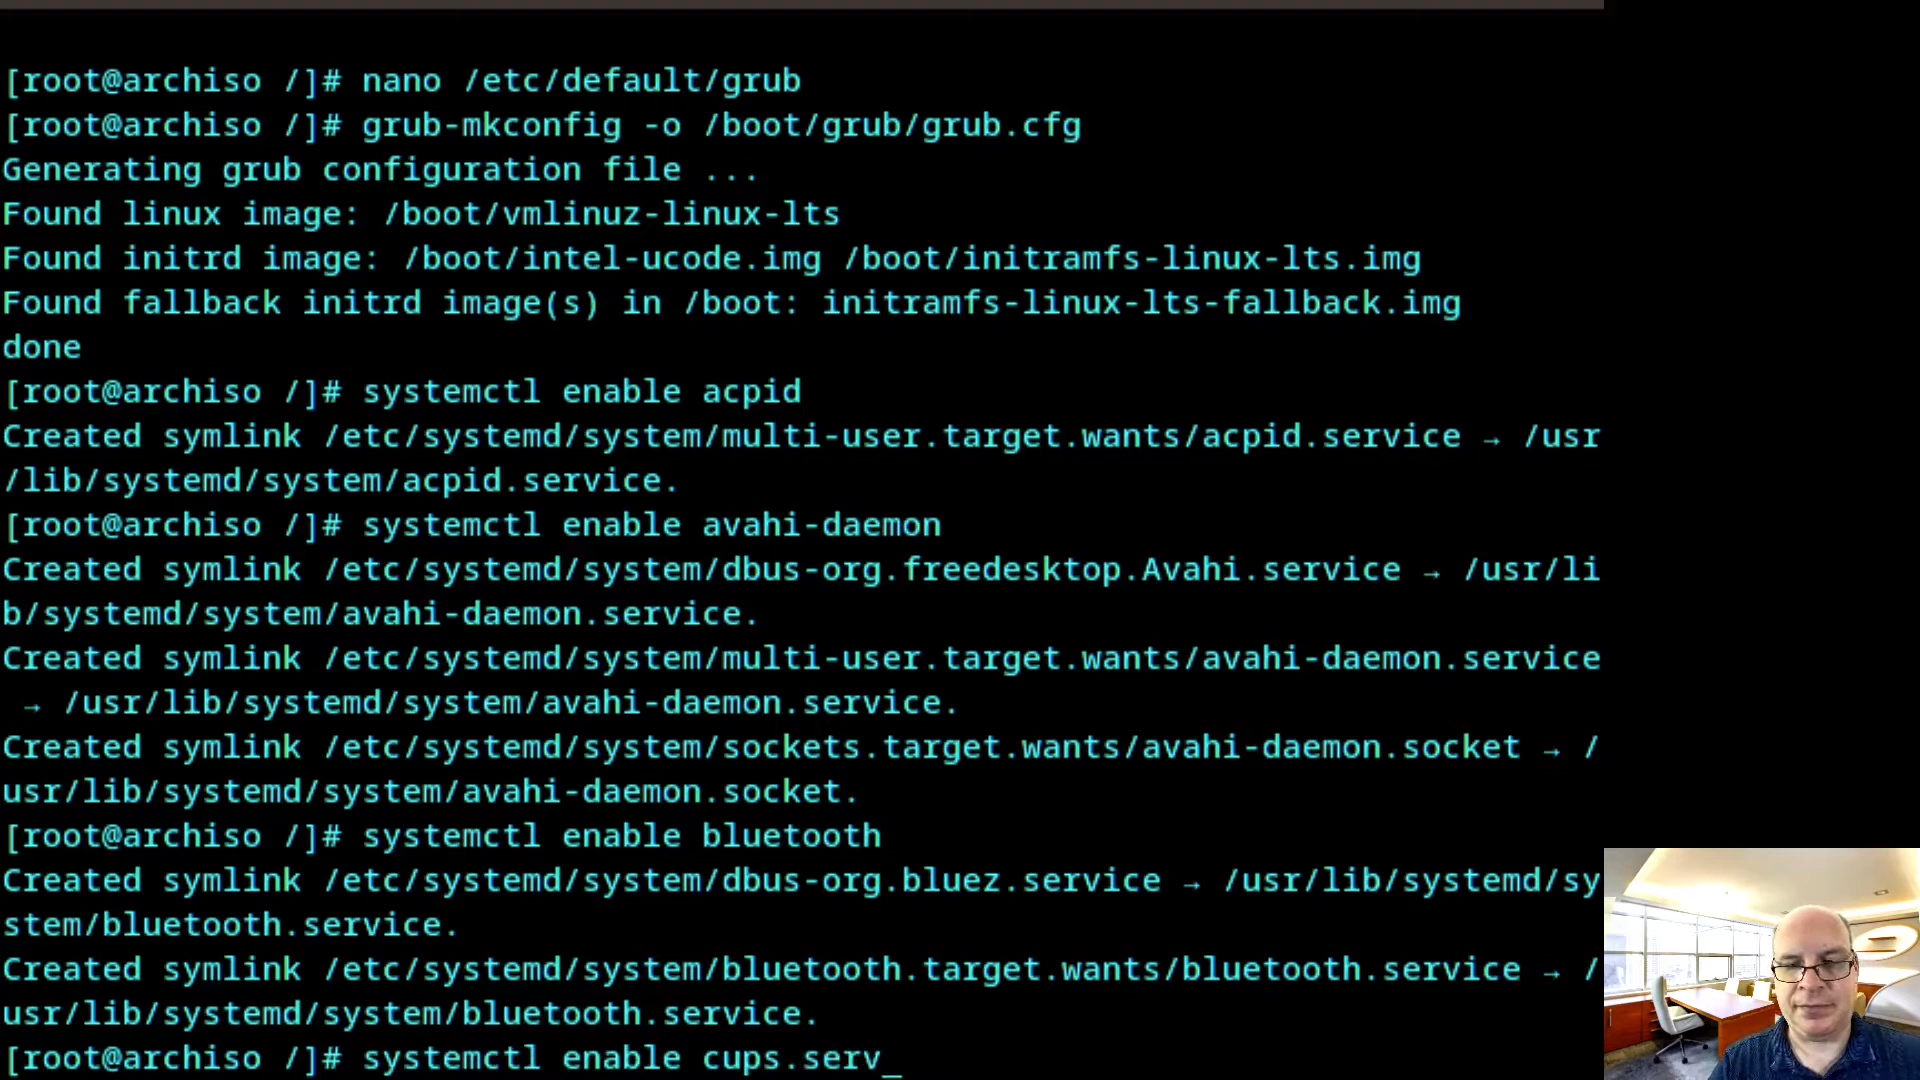 [root@archiso /]# nano /etc/default/grub
[root@archiso /]# grub-mkconfig -o /boot/grub/grub.cfg
Generating grub configuration file ...
Found linux image: /boot/vmlinuz-linux-lts
Found initrd image: /boot/intel-ucode.img /boot/initramfs-linux-lts.img
Found fallback initrd image(s) in /boot: initramfs-linux-lts-fallback.img
done
[root@archiso /]# systemctl enable acpid
Created symlink /etc/systemd/system/multi-user.target.wants/acpid.service → /usr
/lib/systemd/system/acpid.service.
[root@archiso /]# systemctl enable avahi-daemon
Created symlink /etc/systemd/system/dbus-org.freedesktop.Avahi.service → /usr/li
b/systemd/system/avahi-daemon.service.
Created symlink /etc/systemd/system/multi-user.target.wants/avahi-daemon.service
 → /usr/lib/systemd/system/avahi-daemon.service.
Created symlink /etc/systemd/system/sockets.target.wants/avahi-daemon.socket → /
usr/lib/systemd/system/avahi-daemon.socket.
[root@archiso /]# systemctl enable bluetooth
Created symlink /etc/systemd/system/dbus-org.bluez.service → /usr/lib/systemd/sy
stem/bluetooth.service.
Created symlink /etc/systemd/system/bluetooth.target.wants/bluetooth.service → /
usr/lib/systemd/system/bluetooth.service.
[root@archiso /]# systemctl enable cups.serv_